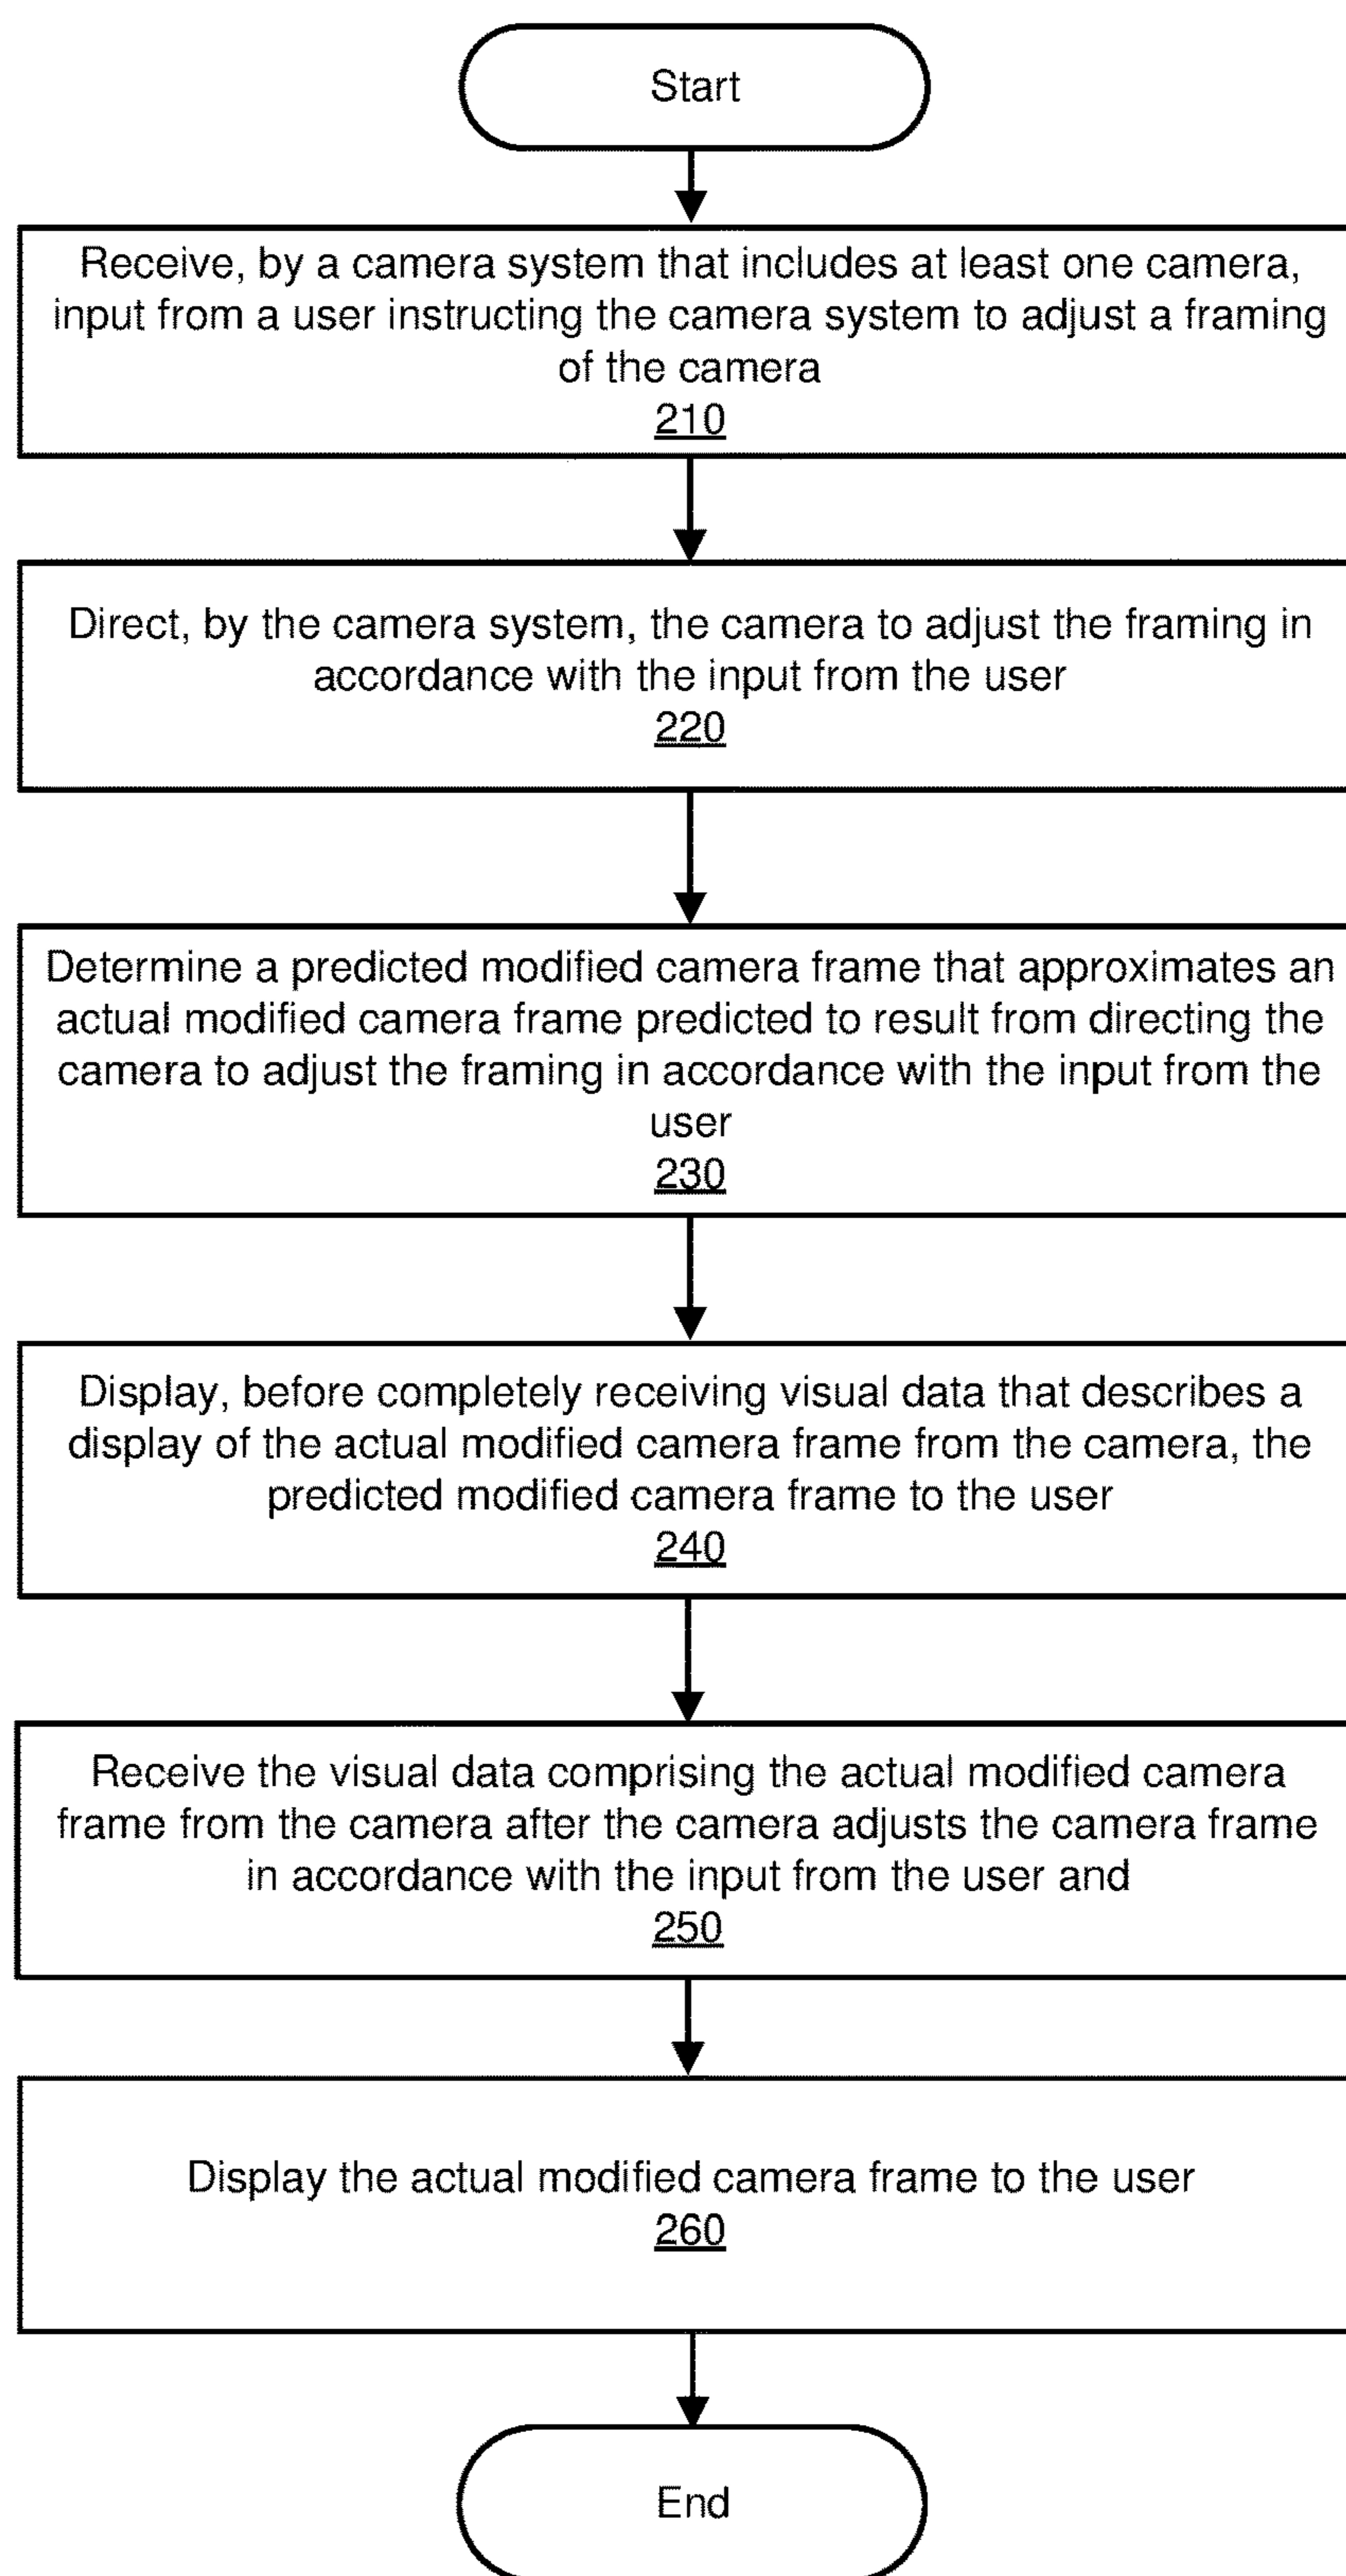 Start
Receive, by a camera system that includes at least one camera,
input from a user instructing the camera system to adjust a framing
of the camera
210
Direct, by the camera system, the camera to adjust the framing in
accordance with the input from the user
220
Determine a predicted modified camera frame that approximates an
actual modified camera frame predicted to result from directing the
camera to adjust the framing in accordance with the input from the
user
230
Display, before completely receiving visual data that describes a
display of the actual modified camera frame from the camera, the
predicted modified camera frame to the user
240
Receive the visual data comprising the actual modified camera
frame from the camera after the camera adjusts the camera frame
in accordance with the input from the user and
250
Display the actual modified camera frame to the user
260
End